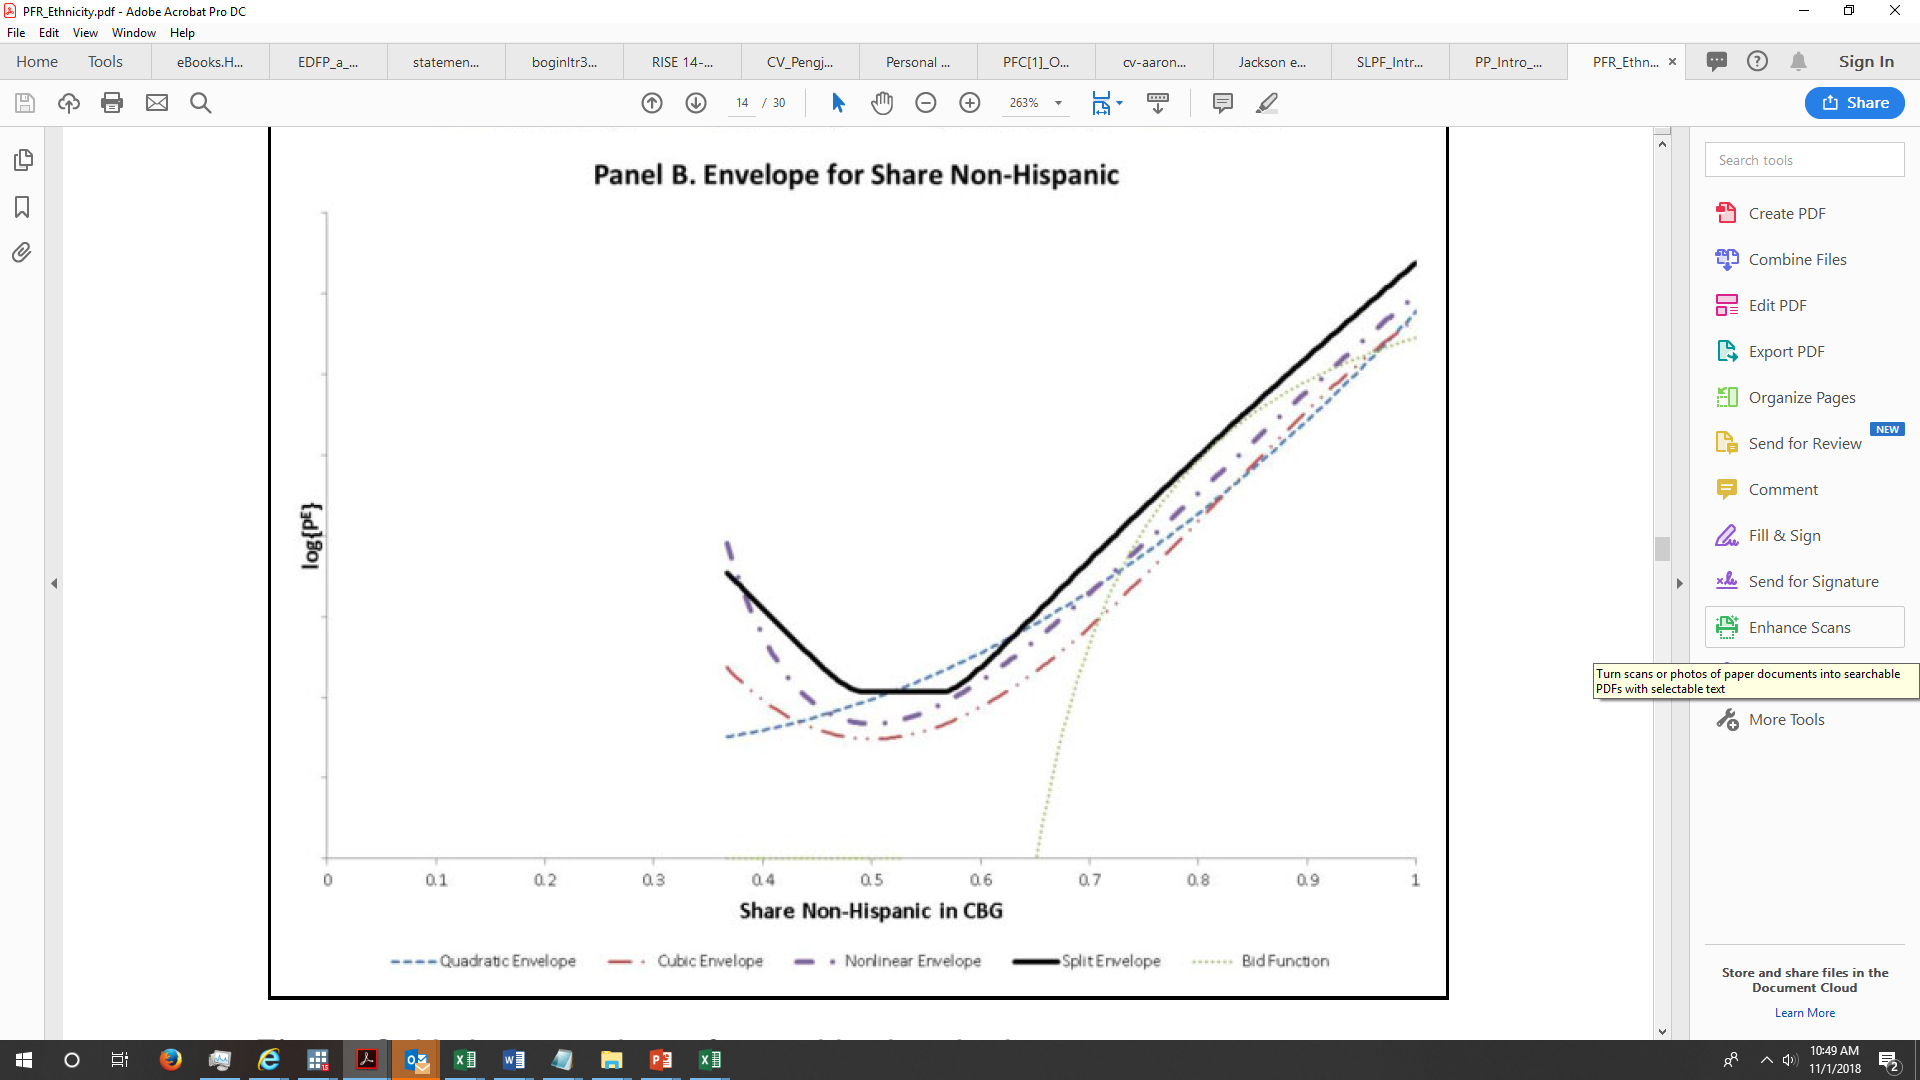 PFR_Ethnicity.pdf - Adobe Acrobat Pro DC
File Edit View Window Help
Home Tools eBooks.H... EDFP_a_... statemen... boginltr3... RISE 14-... CV_Pengj... Personal ... PFC[1]_O... cv-aaron... Jackson e... SLPF_Intr... PP_Intro_... PFR_Ethn... Sign In
14 / 30 263% Share
Search tools
Create PDF
Combine Files
Edit PDF
Export PDF
Organize Pages
Send for Review NEW
Comment
Fill & Sign
Send for Signature
Enhance Scans
Turn scans or photos of paper documents into searchable
PDFs with selectable text
More Tools
Store and share files in the
Document Cloud
Learn More
Panel B. Envelope for Share Non-Hispanic
log{Pᴱ}
0 0.1 0.2 0.3 0.4 0.5 0.6 0.7 0.8 0.9 1
Share Non-Hispanic in CBG
Quadratic Envelope Cubic Envelope Nonlinear Envelope Split Envelope Bid Function
15
10:49 AM
11/1/2018
2